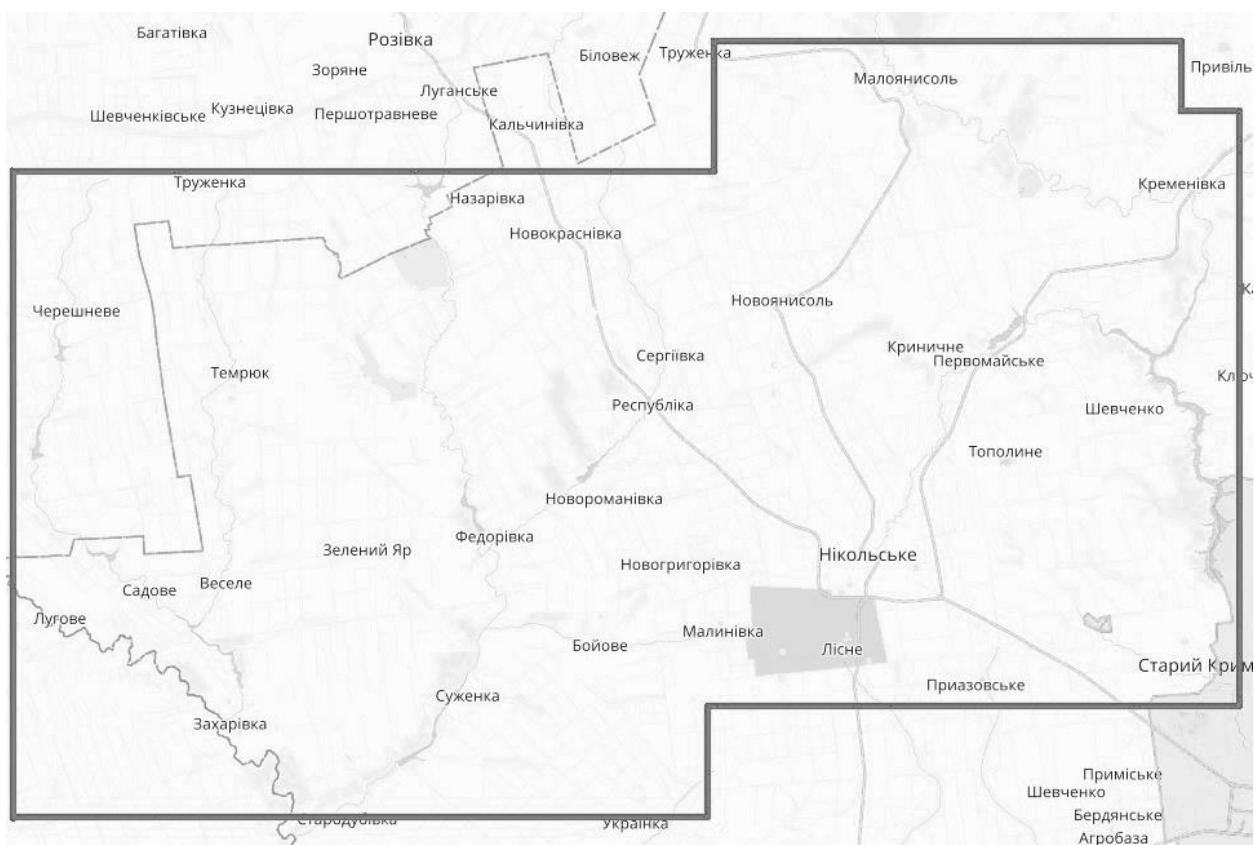 Багатівка
Розівка
Біловеж
Труженка
Зоряне
Привіль
Малоянисоль
Луганське
Кузнецівка
Першотравневе
Шевченківське
Кальчинівка
Труженка
Кременівка
Назарівка
Новокраснівка
Новоянисоль
Черешневе
Криничне
Сергіївка
Первомайське
Темрюк
Ключ
Республіка
Шевченко
Тополине
Новороманівка
Федорівка
Зелений Яр
Нікольське
Новогригорівка
Веселе
Садове
Лугове
Малинівка
Бойове
Лісне
Старий Крим
Приазовське
Суженка
Захарівка
Приміське
Шевченко
Бердянське
Стародубівка
Українка
Агробаза